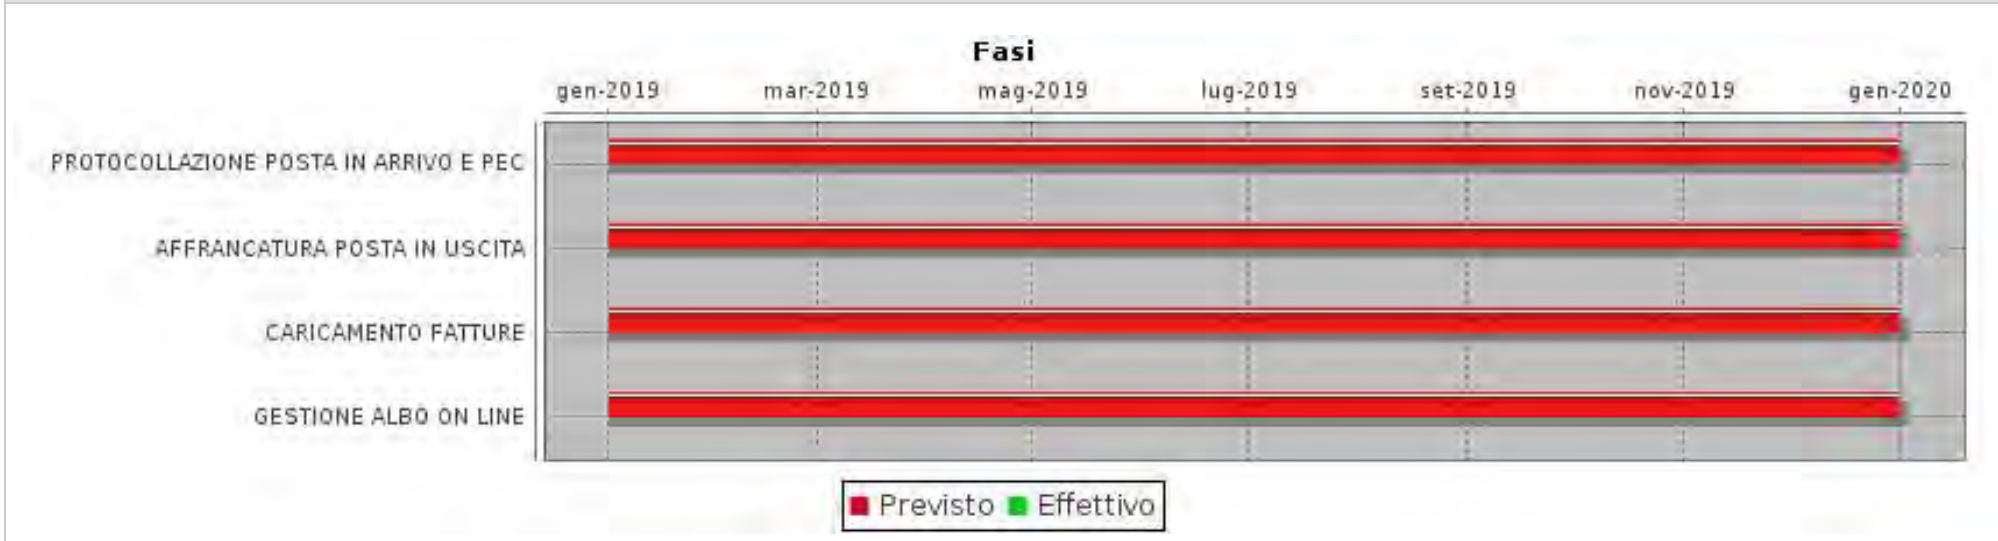 Fasi
gen-2019 mar-2019 mag-2019 lug-2019 set-2019 nov-2019 gen-2020
PROTOCOLLAZIONE POSTA IN ARRIVO E PEC
AFFRANCATURA POSTA IN USCITA
CARICAMENTO FATTURE
GESTIONE ALBO ON LINE
Previsto Effettivo